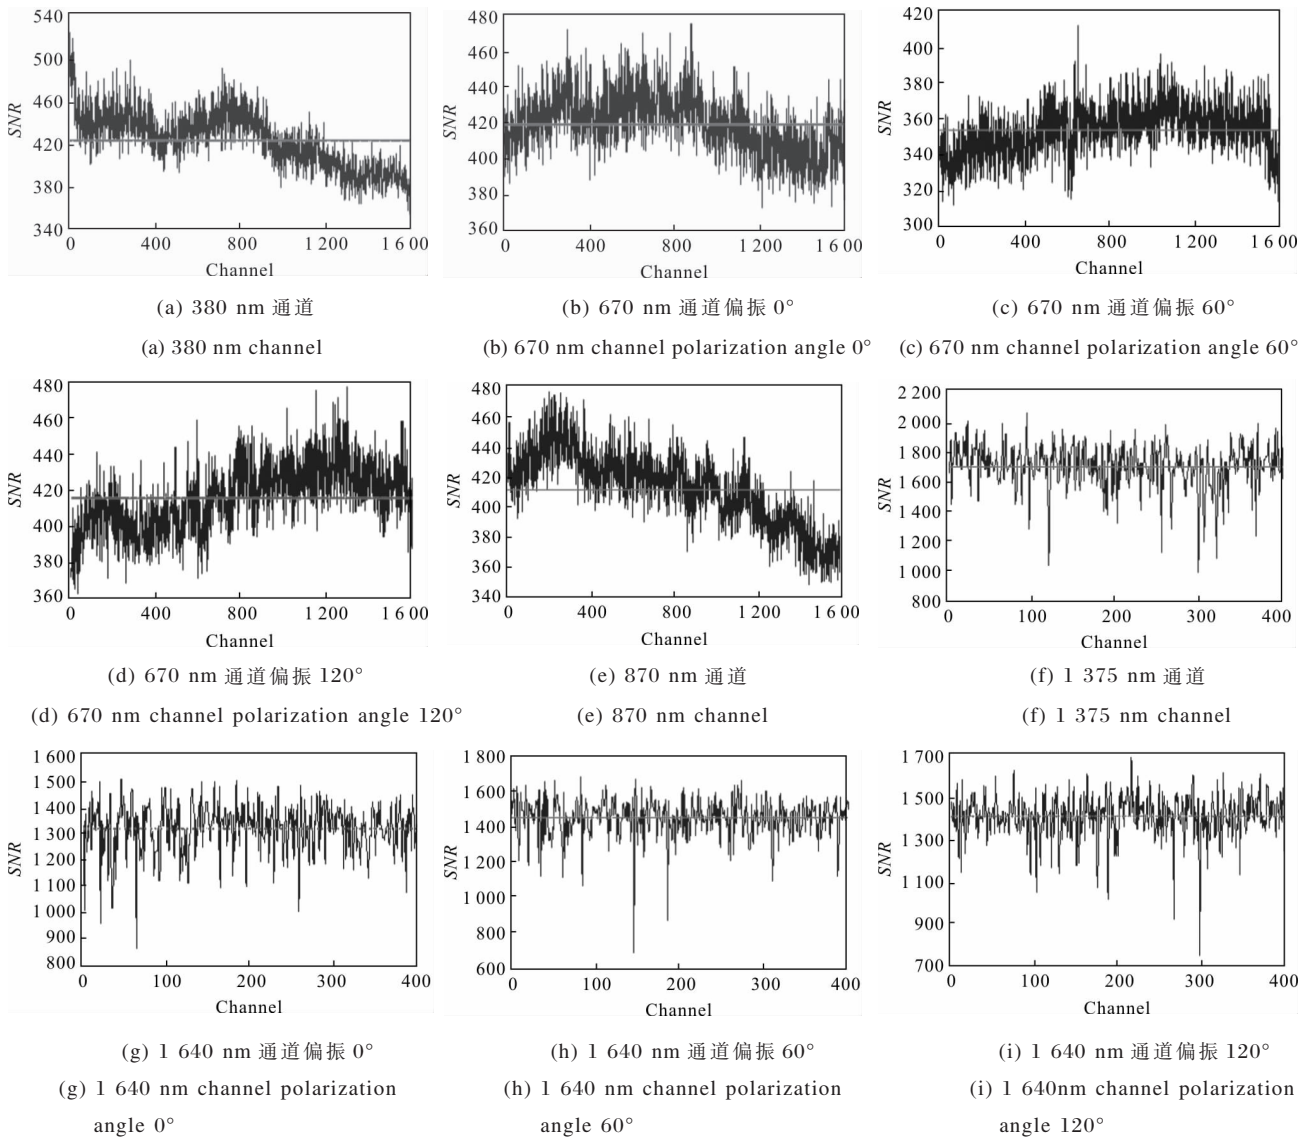 540
500
460
420
380
340
SNR
0 400 800 1 200 1 600
Channel
(a) 380 nm 通道
(a) 380 nm channel
480
460
440
420
400
380
360
SNR
0 400 800 1 200 1 600
Channel
(b) 670 nm 通道偏振 0°
(b) 670 nm channel polarization angle 0°
420
400
380
360
340
320
300
SNR
0 400 800 1 200 1 600
Channel
(c) 670 nm 通道偏振 60°
(c) 670 nm channel polarization angle 60°
480
460
440
420
400
380
360
SNR
0 400 800 1 200 1 600
Channel
(d) 670 nm 通道偏振 120°
(d) 670 nm channel polarization angle 120°
480
460
440
420
400
380
360
340
SNR
0 400 800 1 200 1 600
Channel
(e) 870 nm 通道
(e) 870 nm channel
2 200
2 000
1 800
1 600
1 400
1 200
1 000
800
SNR
0 100 200 300 400
Channel
(f) 1 375 nm 通道
(f) 1 375 nm channel
1 600
1 500
1 400
1 300
1 200
1 100
1 000
900
800
SNR
0 100 200 300 400
Channel
(g) 1 640 nm 通道偏振 0°
(g) 1 640 nm channel polarization
angle 0°
1 800
1 600
1 400
1 200
1 000
800
600
SNR
0 100 200 300 400
Channel
(h) 1 640 nm 通道偏振 60°
(h) 1 640 nm channel polarization
angle 60°
1 700
1 500
1 300
1 100
900
700
SNR
0 100 200 300 400
Channel
(i) 1 640 nm 通道偏振 120°
(i) 1 640nm channel polarization
angle 120°